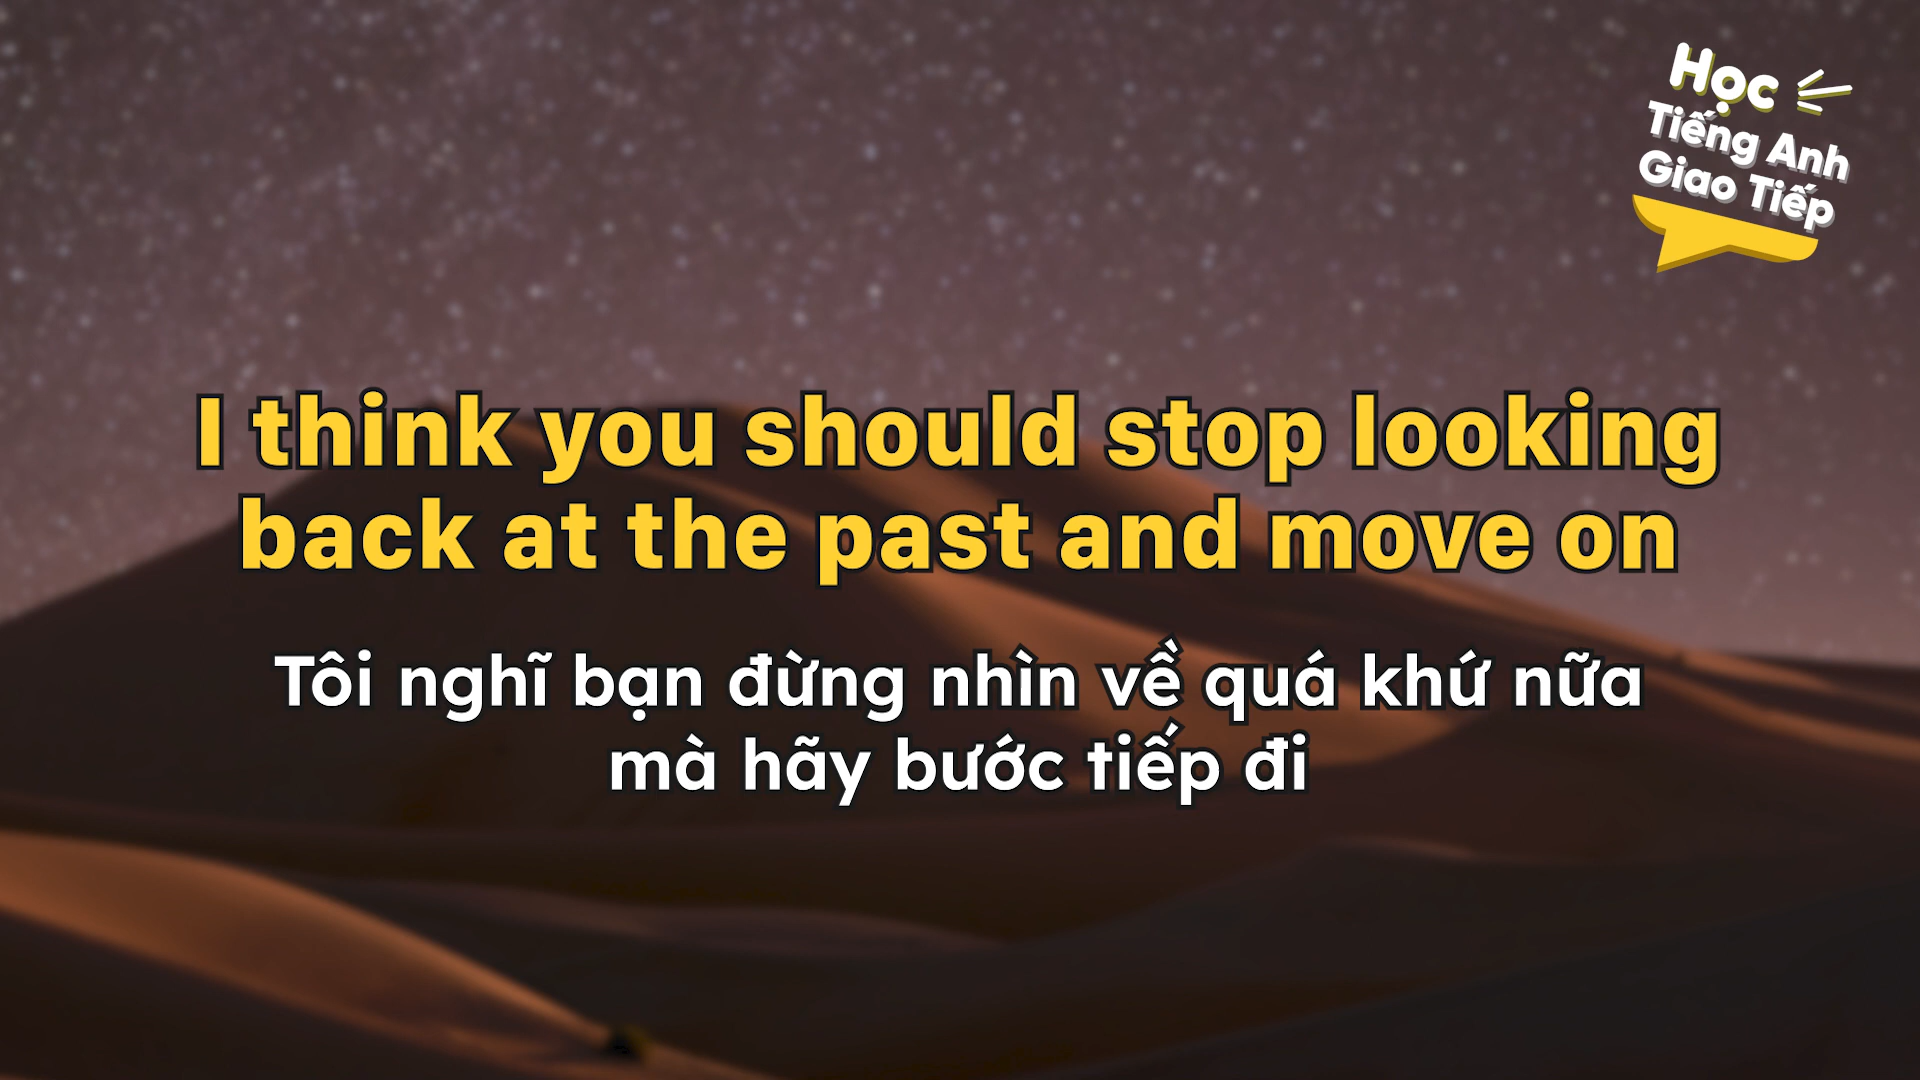 Học
Tiếng Anh
Giao Tiếp
I think you should stop looking
back at the past and move on
Tôi nghĩ bạn đừng nhìn về quá khứ nữa
mà hãy bước tiếp đi